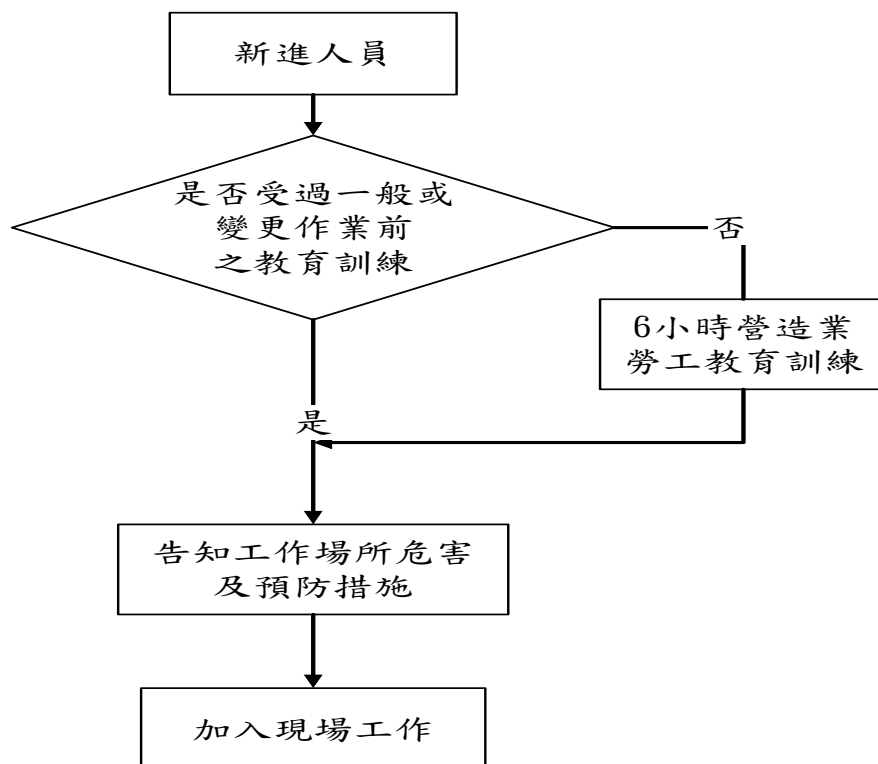 新進人員
是否受過一般或
變更作業前
之教育訓練
否
6小時營造業
勞工教育訓練
是
告知工作場所危害
及預防措施
加入現場工作